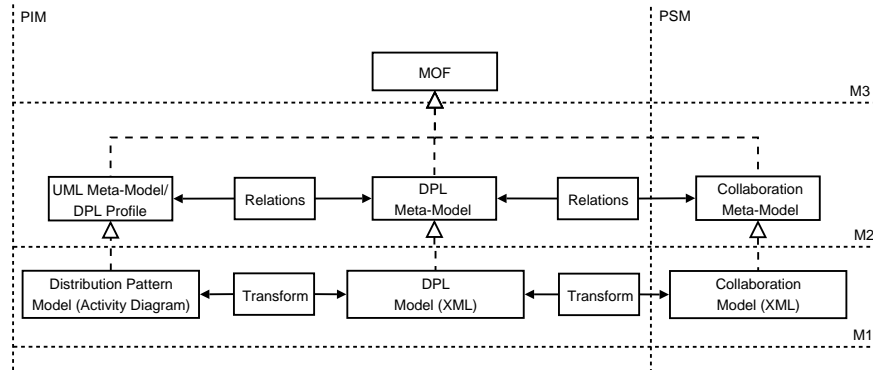 PIM
PSM
MOF
M3
UML Meta-Model/
DPL Profile
Relations
DPL
Meta-Model
Relations
Collaboration
Meta-Model
M2
Distribution Pattern
Model (Activity Diagram)
Transform
DPL
Model (XML)
Transform
Collaboration
Model (XML)
M1